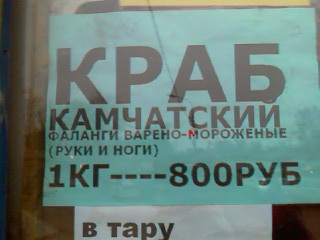 КРАБ
КАМЧАТСКИЙ
ФАЛАНГИ ВАРЕНО-МОРОЖЕНЫЕ
(РУКИ И НОГИ)
1КГ----800РУБ
в тару